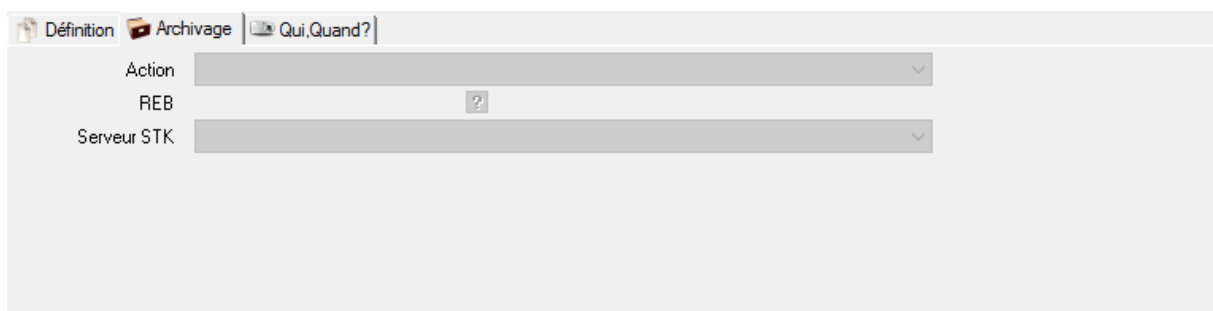 Définition Archivage Qui,Quand?
Action
REB ?
Serveur STK